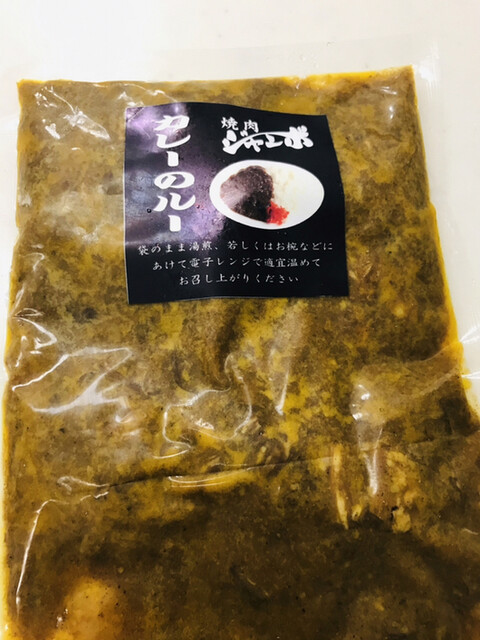 焼肉
ジャンボ
カレーのルー
袋のまま湯煎、若しくはお椀などに
あけて電子レンジで適宜温めて
お召し上がりください